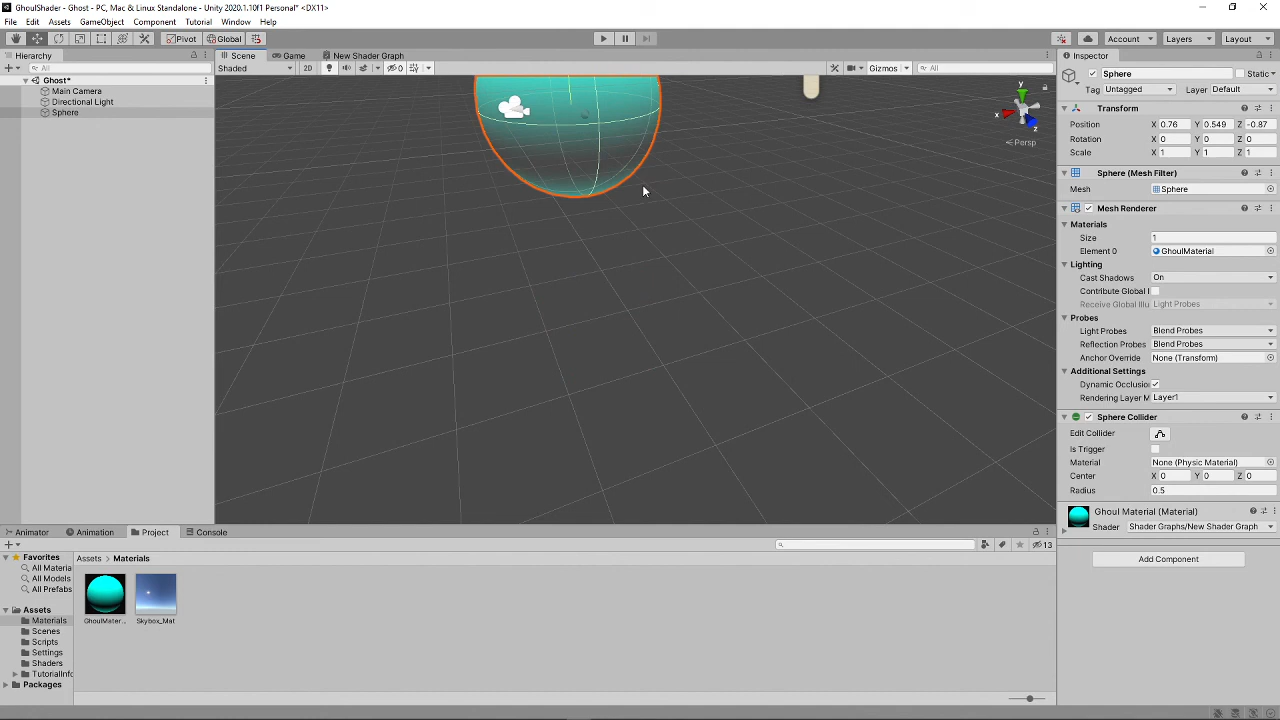 GhoulShader - Ghost - PC, Mac & Linux Standalone - Unity 2020.1.10f1 Personal* <DX11>
File Edit Assets GameObject Component Tutorial Window Help
Pivot Global Account Layers Layout
Hierarchy
All
Ghost*
Main Camera
Directional Light
Sphere
Scene Game New Shader Graph
Shaded 2D 0 Gizmos All
y
x
z
Persp
Inspector
Sphere Static
Tag Untagged Layer Default
Transform
Position X 0.76 Y 0.549 Z -0.87
Rotation X 0 Y 0 Z 0
Scale X 1 Y 1 Z 1
Sphere (Mesh Filter)
Mesh Sphere
Mesh Renderer
Materials
Size 1
Element 0 GhoulMaterial
Lighting
Cast Shadows On
Contribute Global I
Receive Global Illu Light Probes
Probes
Light Probes Blend Probes
Reflection Probes Blend Probes
Anchor Override None (Transform)
Additional Settings
Dynamic Occlusio
Rendering Layer M Layer1
Sphere Collider
Edit Collider
Is Trigger
Material None (Physic Material)
Center X 0 Y 0 Z 0
Radius 0.5
Ghoul Material (Material)
Shader Shader Graphs/New Shader Graph
Add Component
Animator Animation Project Console
13
Favorites
All Materia
All Models
All Prefabs
Assets
Materials
Scenes
Scripts
Settings
Shaders
TutorialInfo
Packages
Assets > Materials
GhoulMater... Skybox_Mat